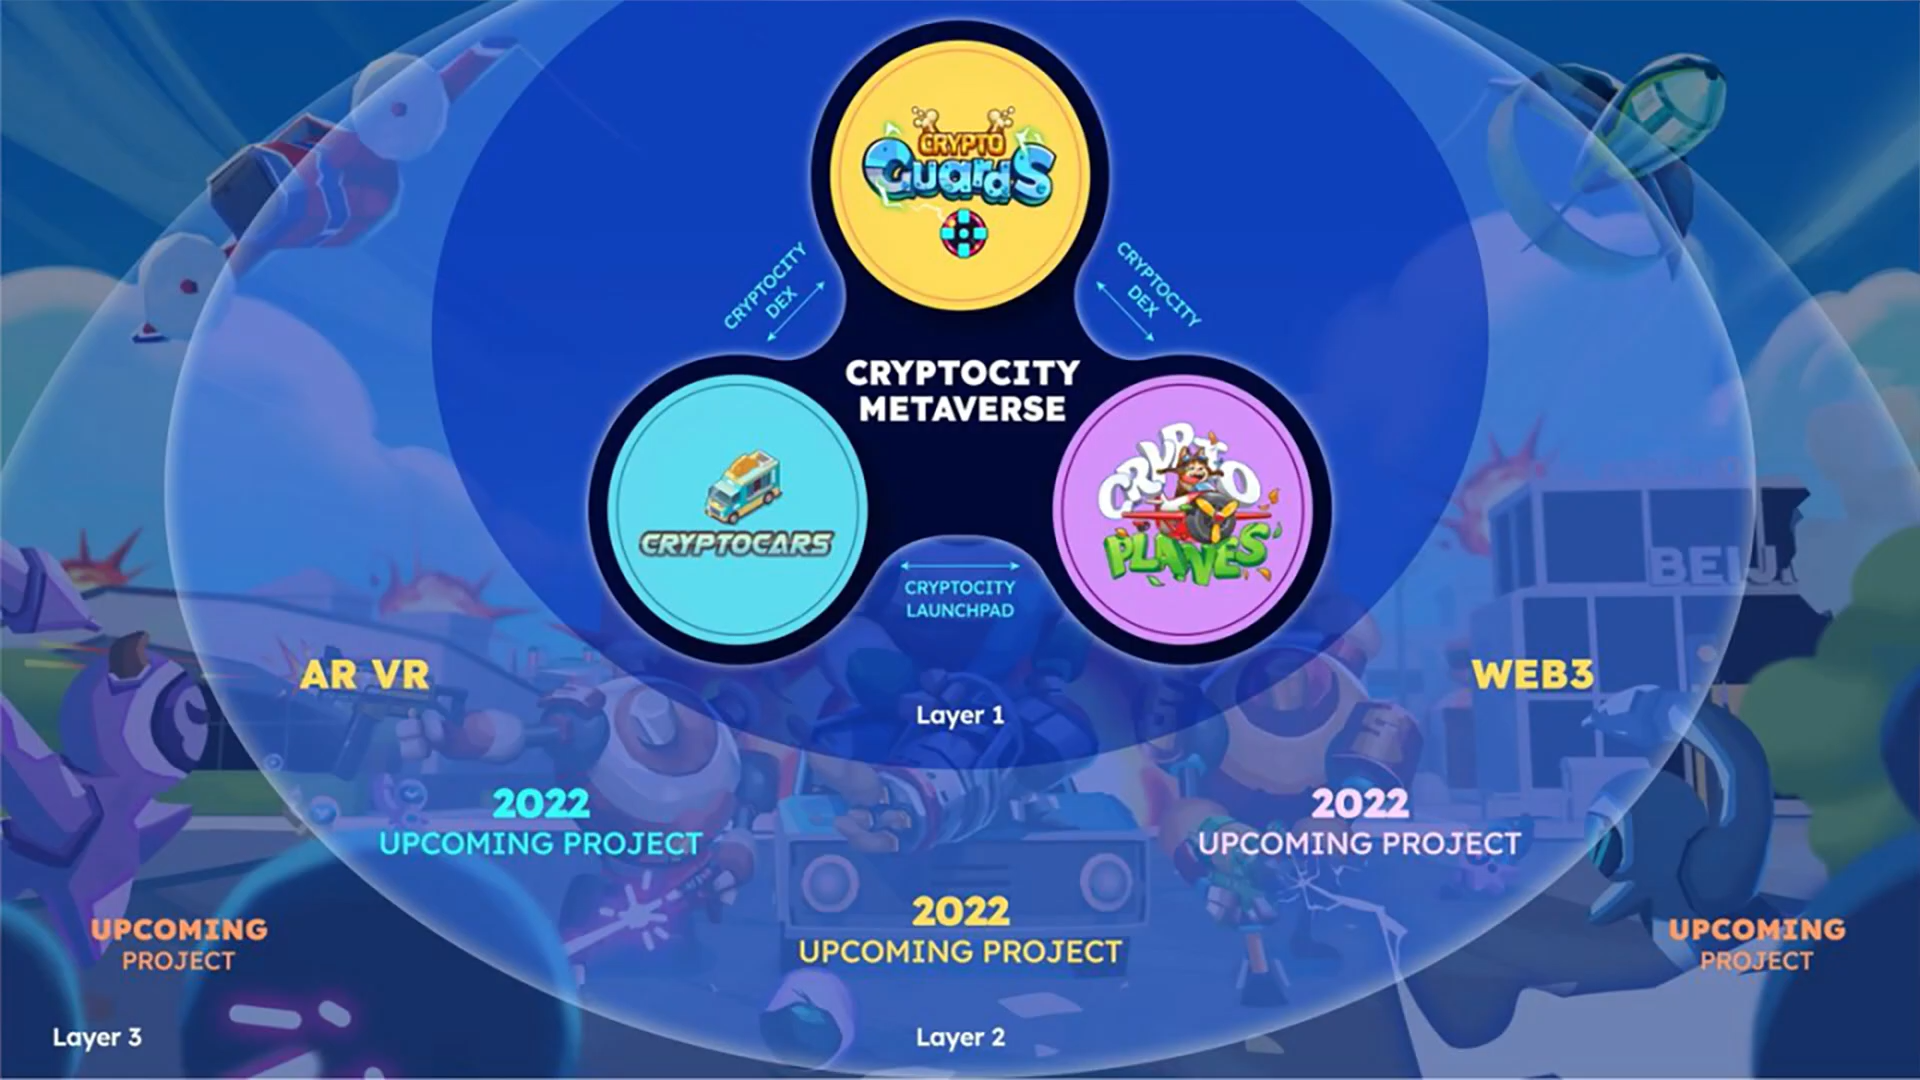 CRYPTO
GuardS
CRYPTOCITY
DEX
CRYPTOCITY
DEX
CRYPTOCITY
METAVERSE
CRYPTOCARS
CRYPTO
PLANES
CRYPTOCITY
LAUNCHPAD
BEIJ
AR VR
WEB3
Layer 1
2022
UPCOMING PROJECT
2022
UPCOMING PROJECT
2022
UPCOMING PROJECT
UPCOMING
PROJECT
UPCOMING
PROJECT
Layer 3
Layer 2